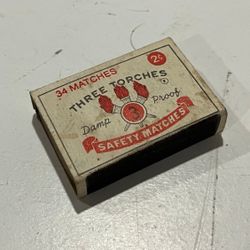 34 MATCHES
2c
THREE TORCHES
Damp Proof
SAFETY MATCHES